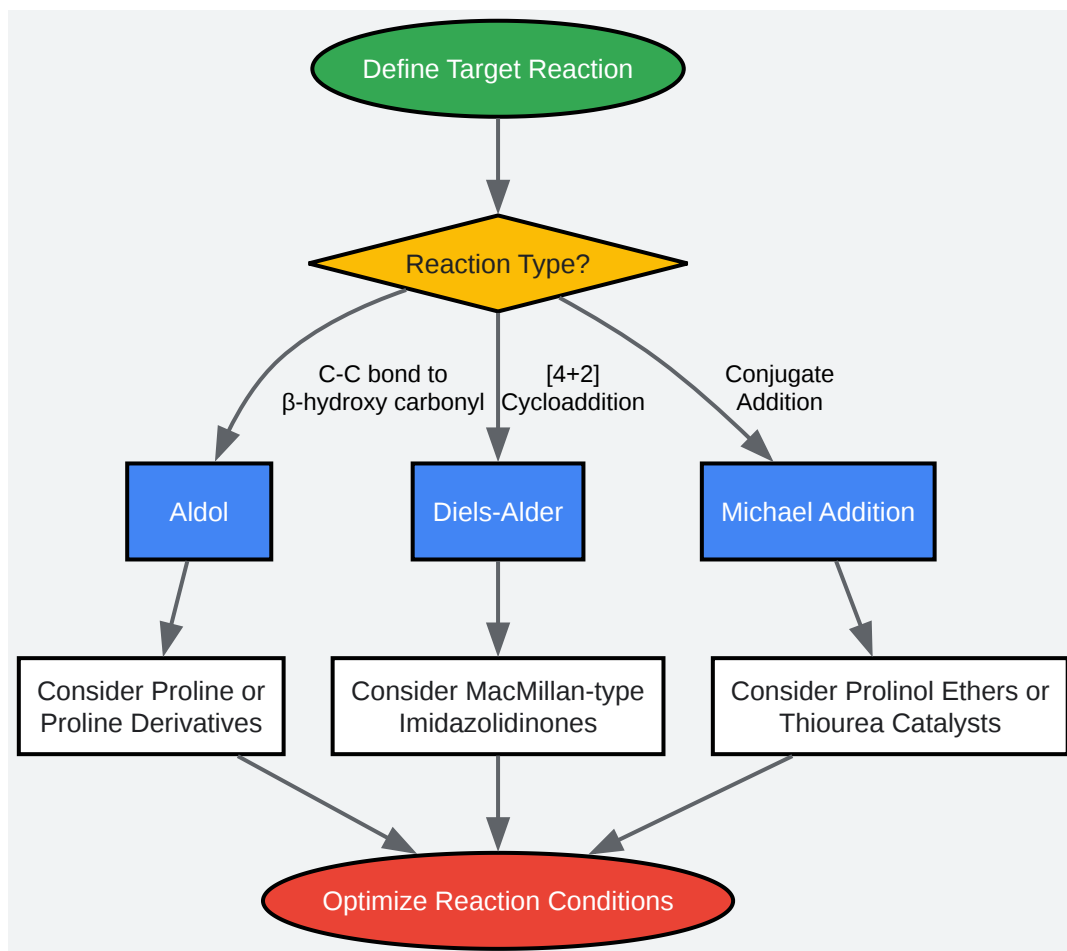 Define Target Reaction
Reaction Type?
C-C bond to
β-hydroxy carbonyl
[4+2]
Cycloaddition
Conjugate
Addition
Aldol
Diels-Alder
Michael Addition
Consider Proline or
Proline Derivatives
Consider MacMillan-type
Imidazolidinones
Consider Prolinol Ethers or
Thiourea Catalysts
Optimize Reaction Conditions